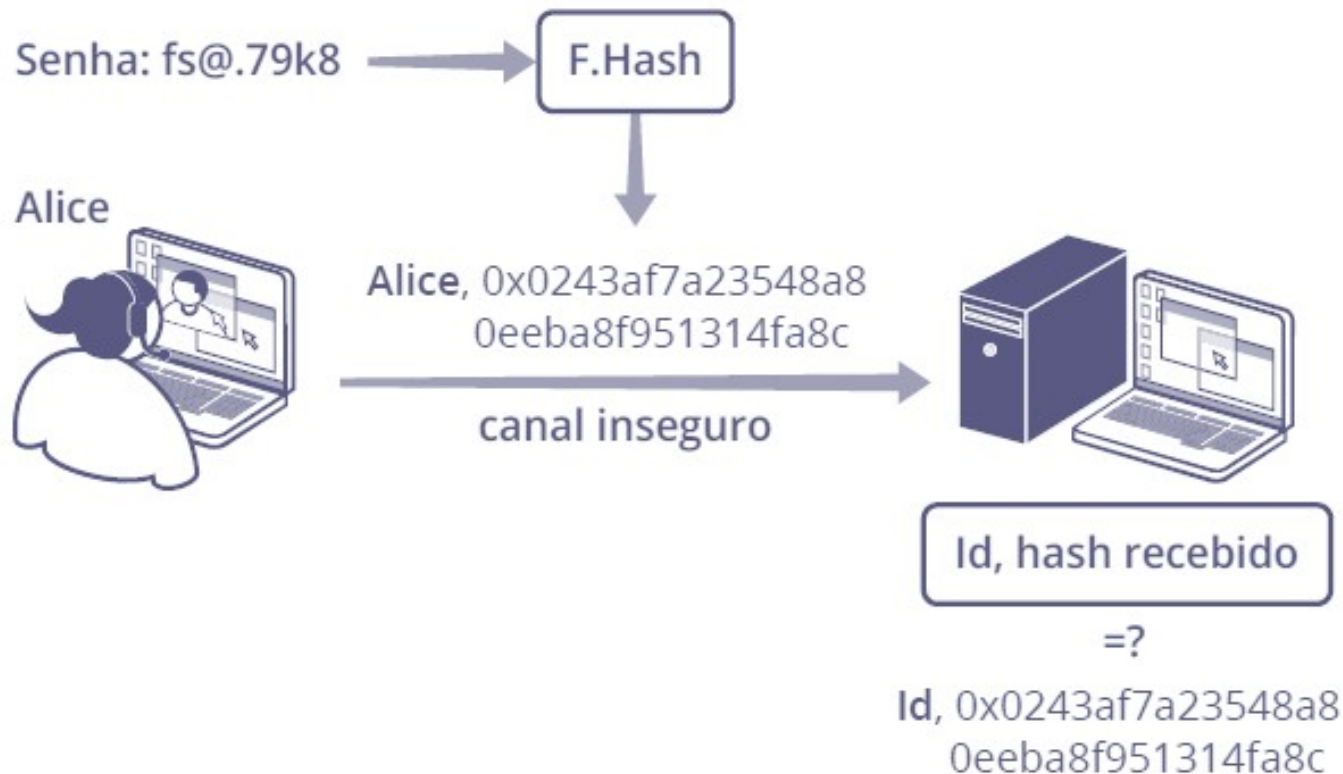 Senha: fs@.79k8
F.Hash
Alice
Alice, 0x0243af7a23548a8
0eeba8f951314fa8c
canal inseguro
Id, hash recebido
=?
Id, 0x0243af7a23548a8
0eeba8f951314fa8c